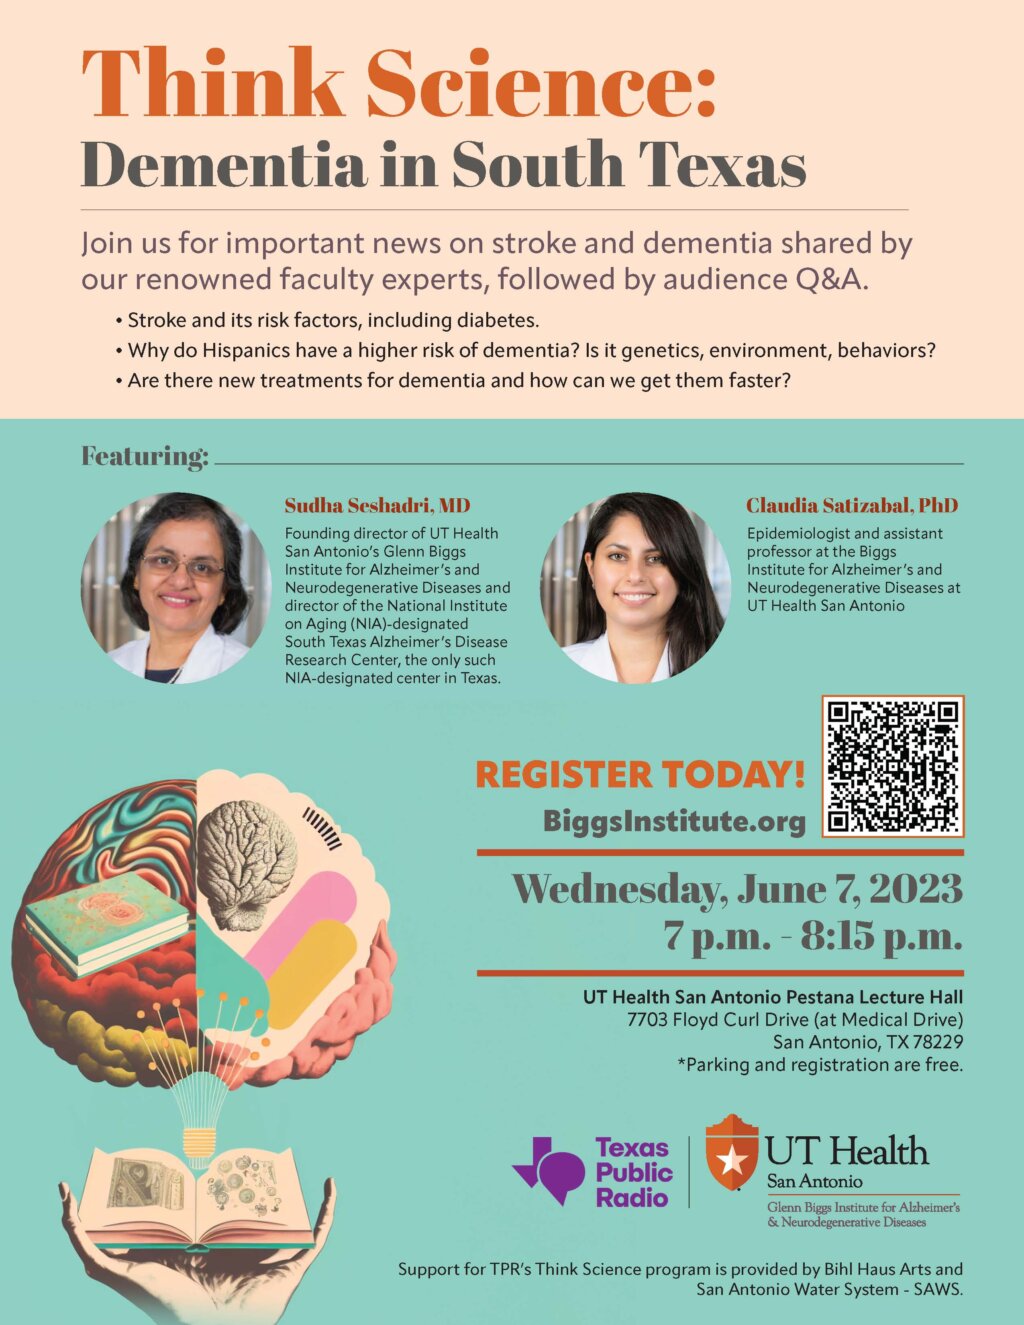 Think Science:
Dementia in South Texas
Join us for important news on stroke and dementia shared by
our renowned faculty experts, followed by audience Q&A.
• Stroke and its risk factors, including diabetes.
• Why do Hispanics have a higher risk of dementia? Is it genetics, environment, behaviors?
• Are there new treatments for dementia and how can we get them faster?
Featuring:
Sudha Seshadri, MD
Founding director of UT Health
San Antonio's Glenn Biggs
Institute for Alzheimer's and
Neurodegenerative Diseases and
director of the National Institute
on Aging (NIA)-designated
South Texas Alzheimer's Disease
Research Center, the only such
NIA-designated center in Texas.
Claudia Satizabal, PhD
Epidemiologist and assistant
professor at the Biggs
Institute for Alzheimer's and
Neurodegenerative Diseases at
UT Health San Antonio
REGISTER TODAY!
BiggsInstitute.org
Wednesday, June 7, 2023
7 p.m. - 8:15 p.m.
UT Health San Antonio Pestana Lecture Hall
7703 Floyd Curl Drive (at Medical Drive)
San Antonio, TX 78229
*Parking and registration are free.
Texas
Public
Radio
UT Health
San Antonio
Glenn Biggs Institute for Alzheimer's
& Neurodegenerative Diseases
Support for TPR's Think Science program is provided by Bihl Haus Arts and
San Antonio Water System - SAWS.